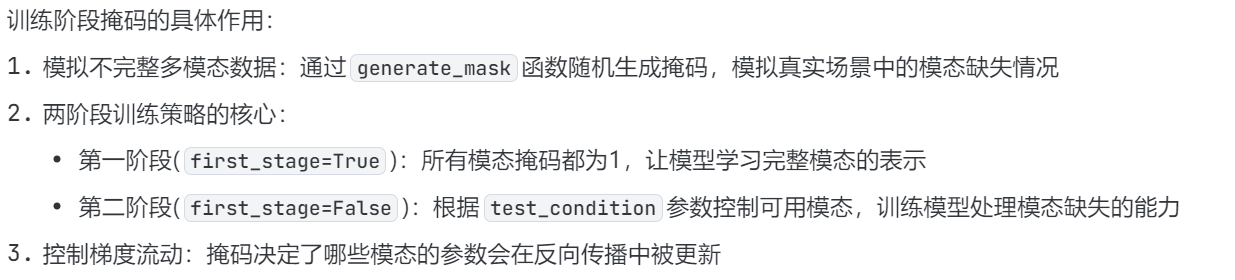 训练阶段掩码的具体作用：
1. 模拟不完整多模态数据：通过 generate_mask 函数随机生成掩码，模拟真实场景中的模态缺失情况
2. 两阶段训练策略的核心：
• 第一阶段( first_stage=True )：所有模态掩码都为1，让模型学习完整模态的表示
• 第二阶段( first_stage=False )：根据 test_condition 参数控制可用模态，训练模型处理模态缺失的能力
3. 控制梯度流动：掩码决定了哪些模态的参数会在反向传播中被更新